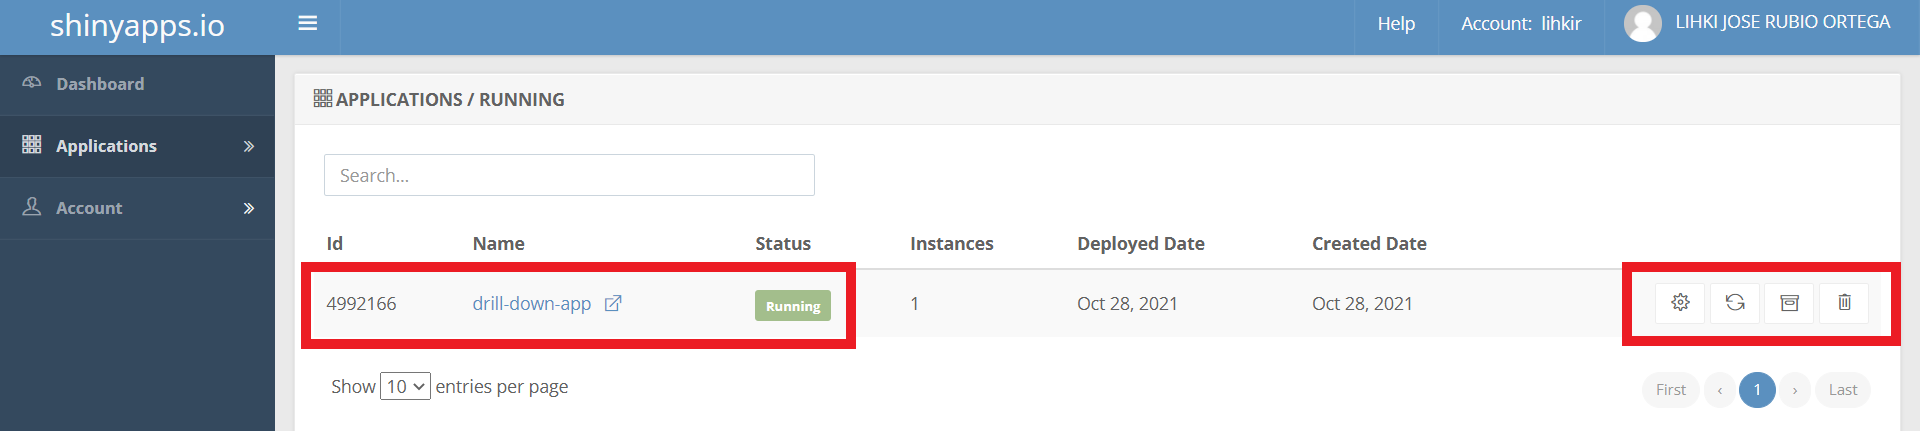 shinyapps.io
Help
Account: lihkir
LIHKI JOSE RUBIO ORTEGA
Dashboard
Applications
Account
APPLICATIONS / RUNNING
Search...
Id Name Status Instances Deployed Date Created Date
4992166 drill-down-app Running 1 Oct 28, 2021 Oct 28, 2021
Show 10 entries per page
First ‹ 1 › Last